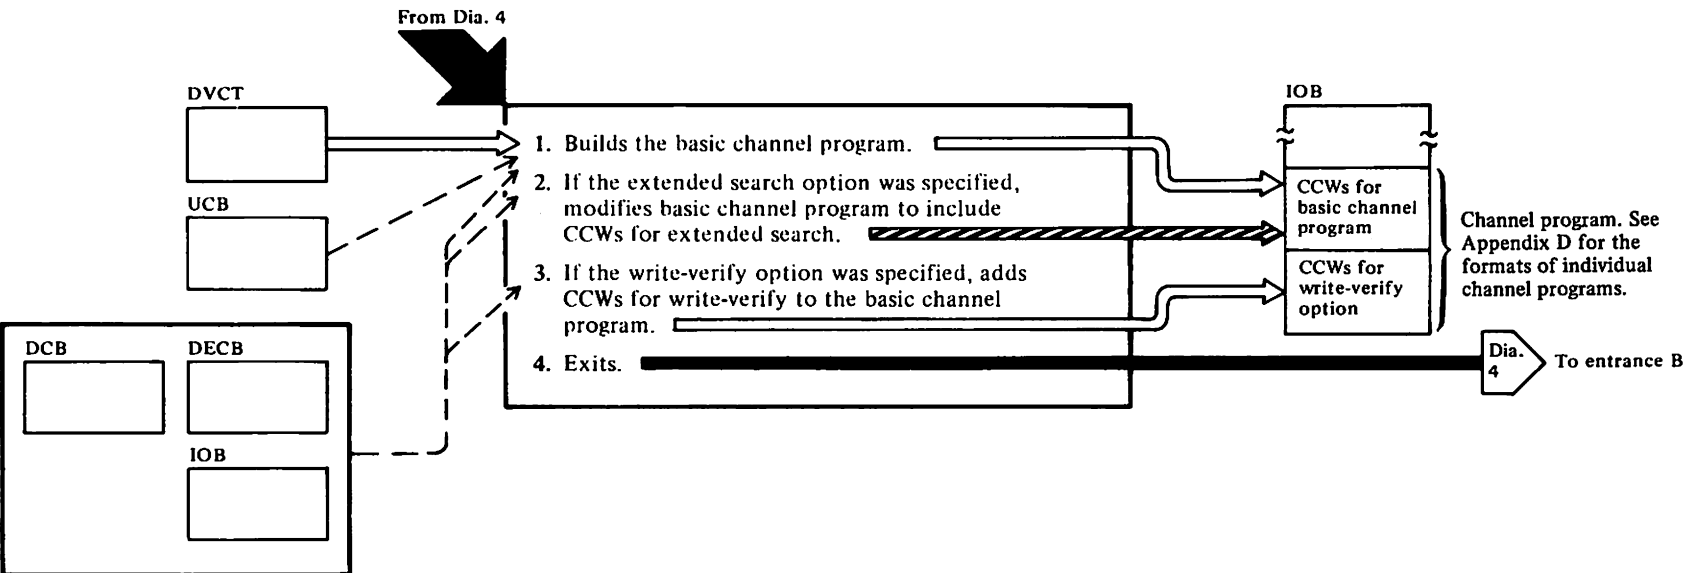 From Dia. 4
DVCT
UCB
DCB
DECB
IOB
1. Builds the basic channel program.
2. If the extended search option was specified,
modifies basic channel program to include
CCWs for extended search.
3. If the write-verify option was specified, adds
CCWs for write-verify to the basic channel
program.
4. Exits.
IOB
CCWs for
basic channel
program
CCWs for
write-verify
option
Channel program. See
Appendix D for the
formats of individual
channel programs.
Dia.
4
To entrance B